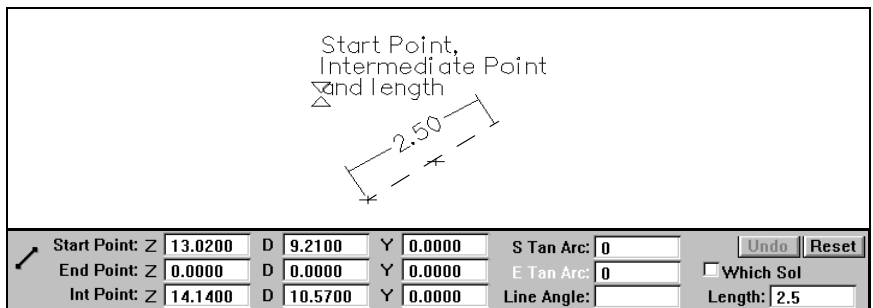 Start Point,
Intermediate Point
and length
2.50
Start Point: Z 13.0200 D 9.2100 Y 0.0000 S Tan Arc: 0 Undo Reset
End Point: Z 0.0000 D 0.0000 Y 0.0000 E Tan Arc: 0 Which Sol
Int Point: Z 14.1400 D 10.5700 Y 0.0000 Line Angle: Length: 2.5